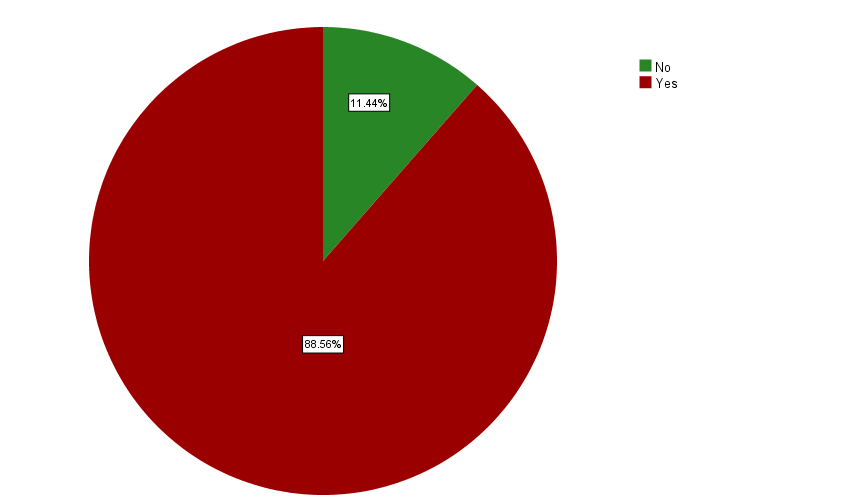 No
Yes
11.44%
88.56%